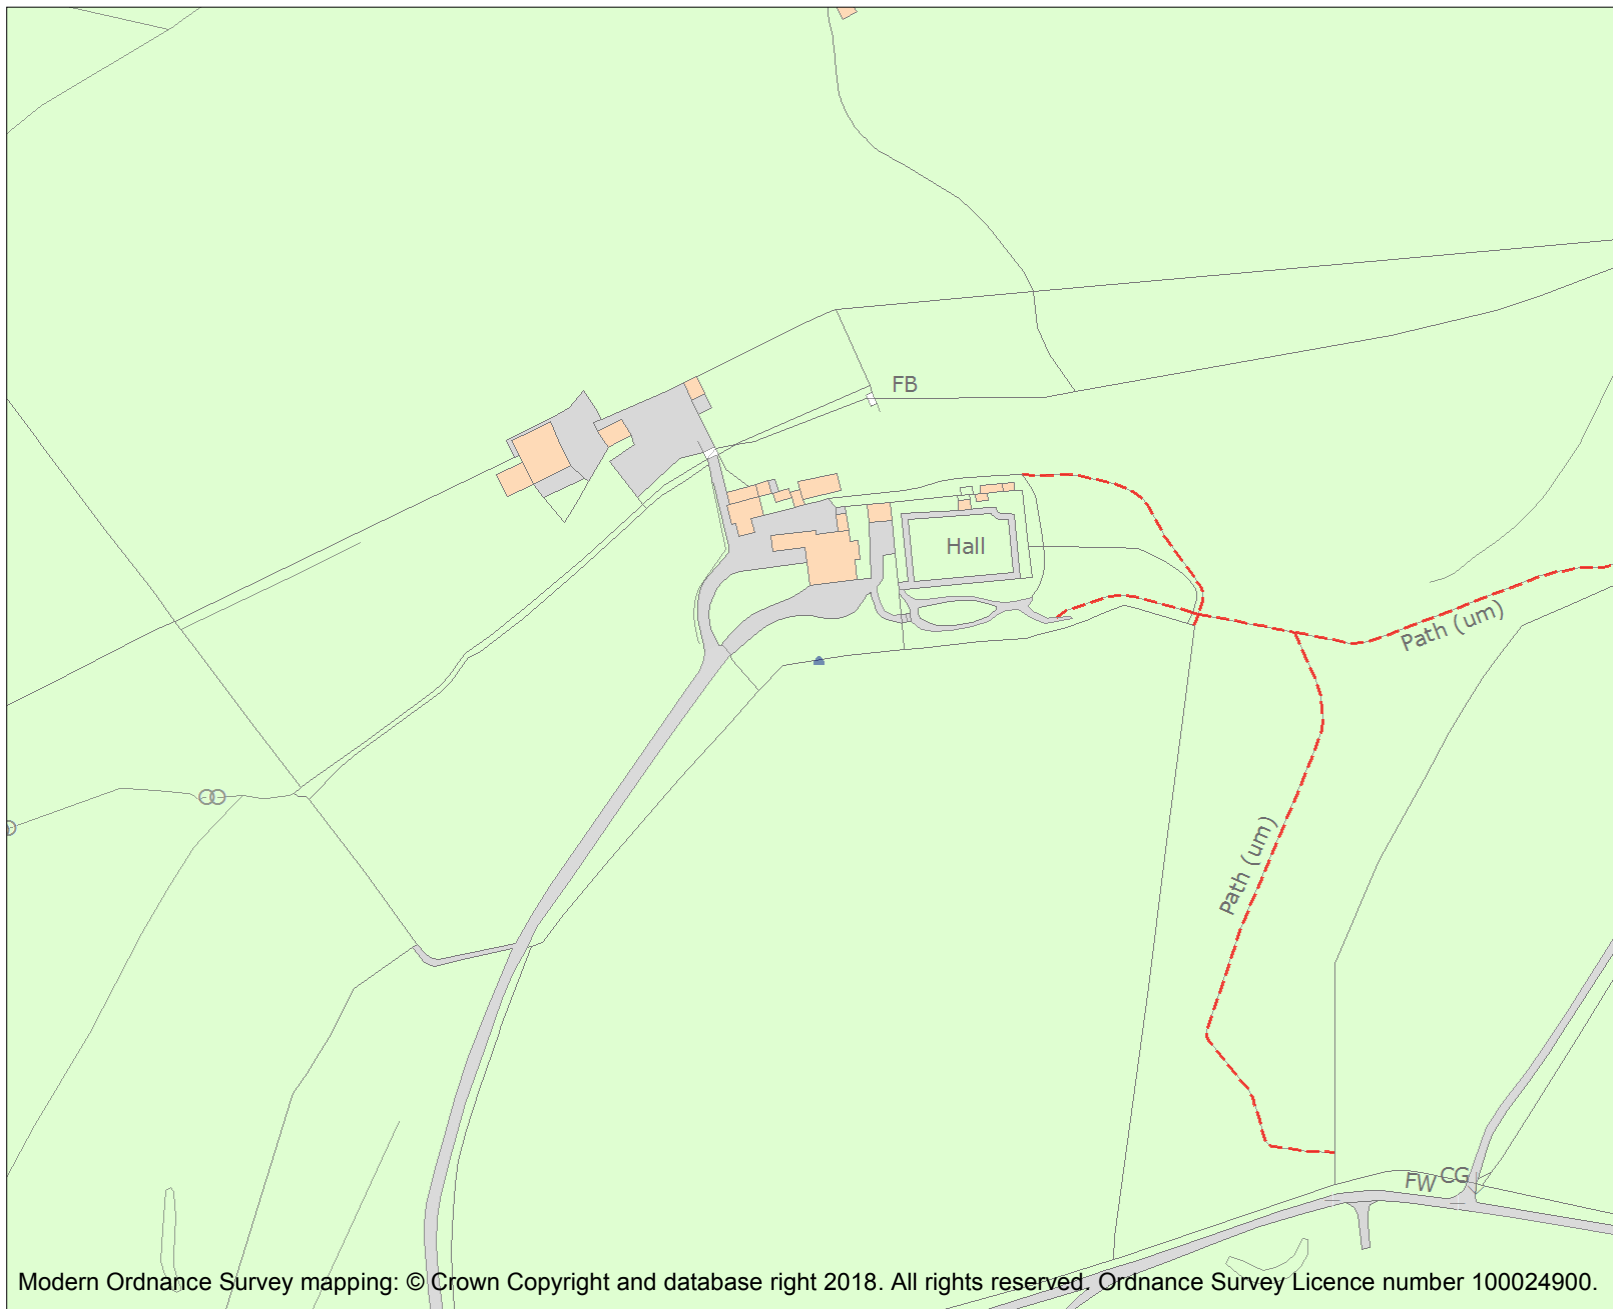 FB
Hall
Path (um)
Path (um)
FW
CG
Modern Ordnance Survey mapping: © Crown Copyright and database right 2018. All rights reserved. Ordnance Survey Licence number 100024900.